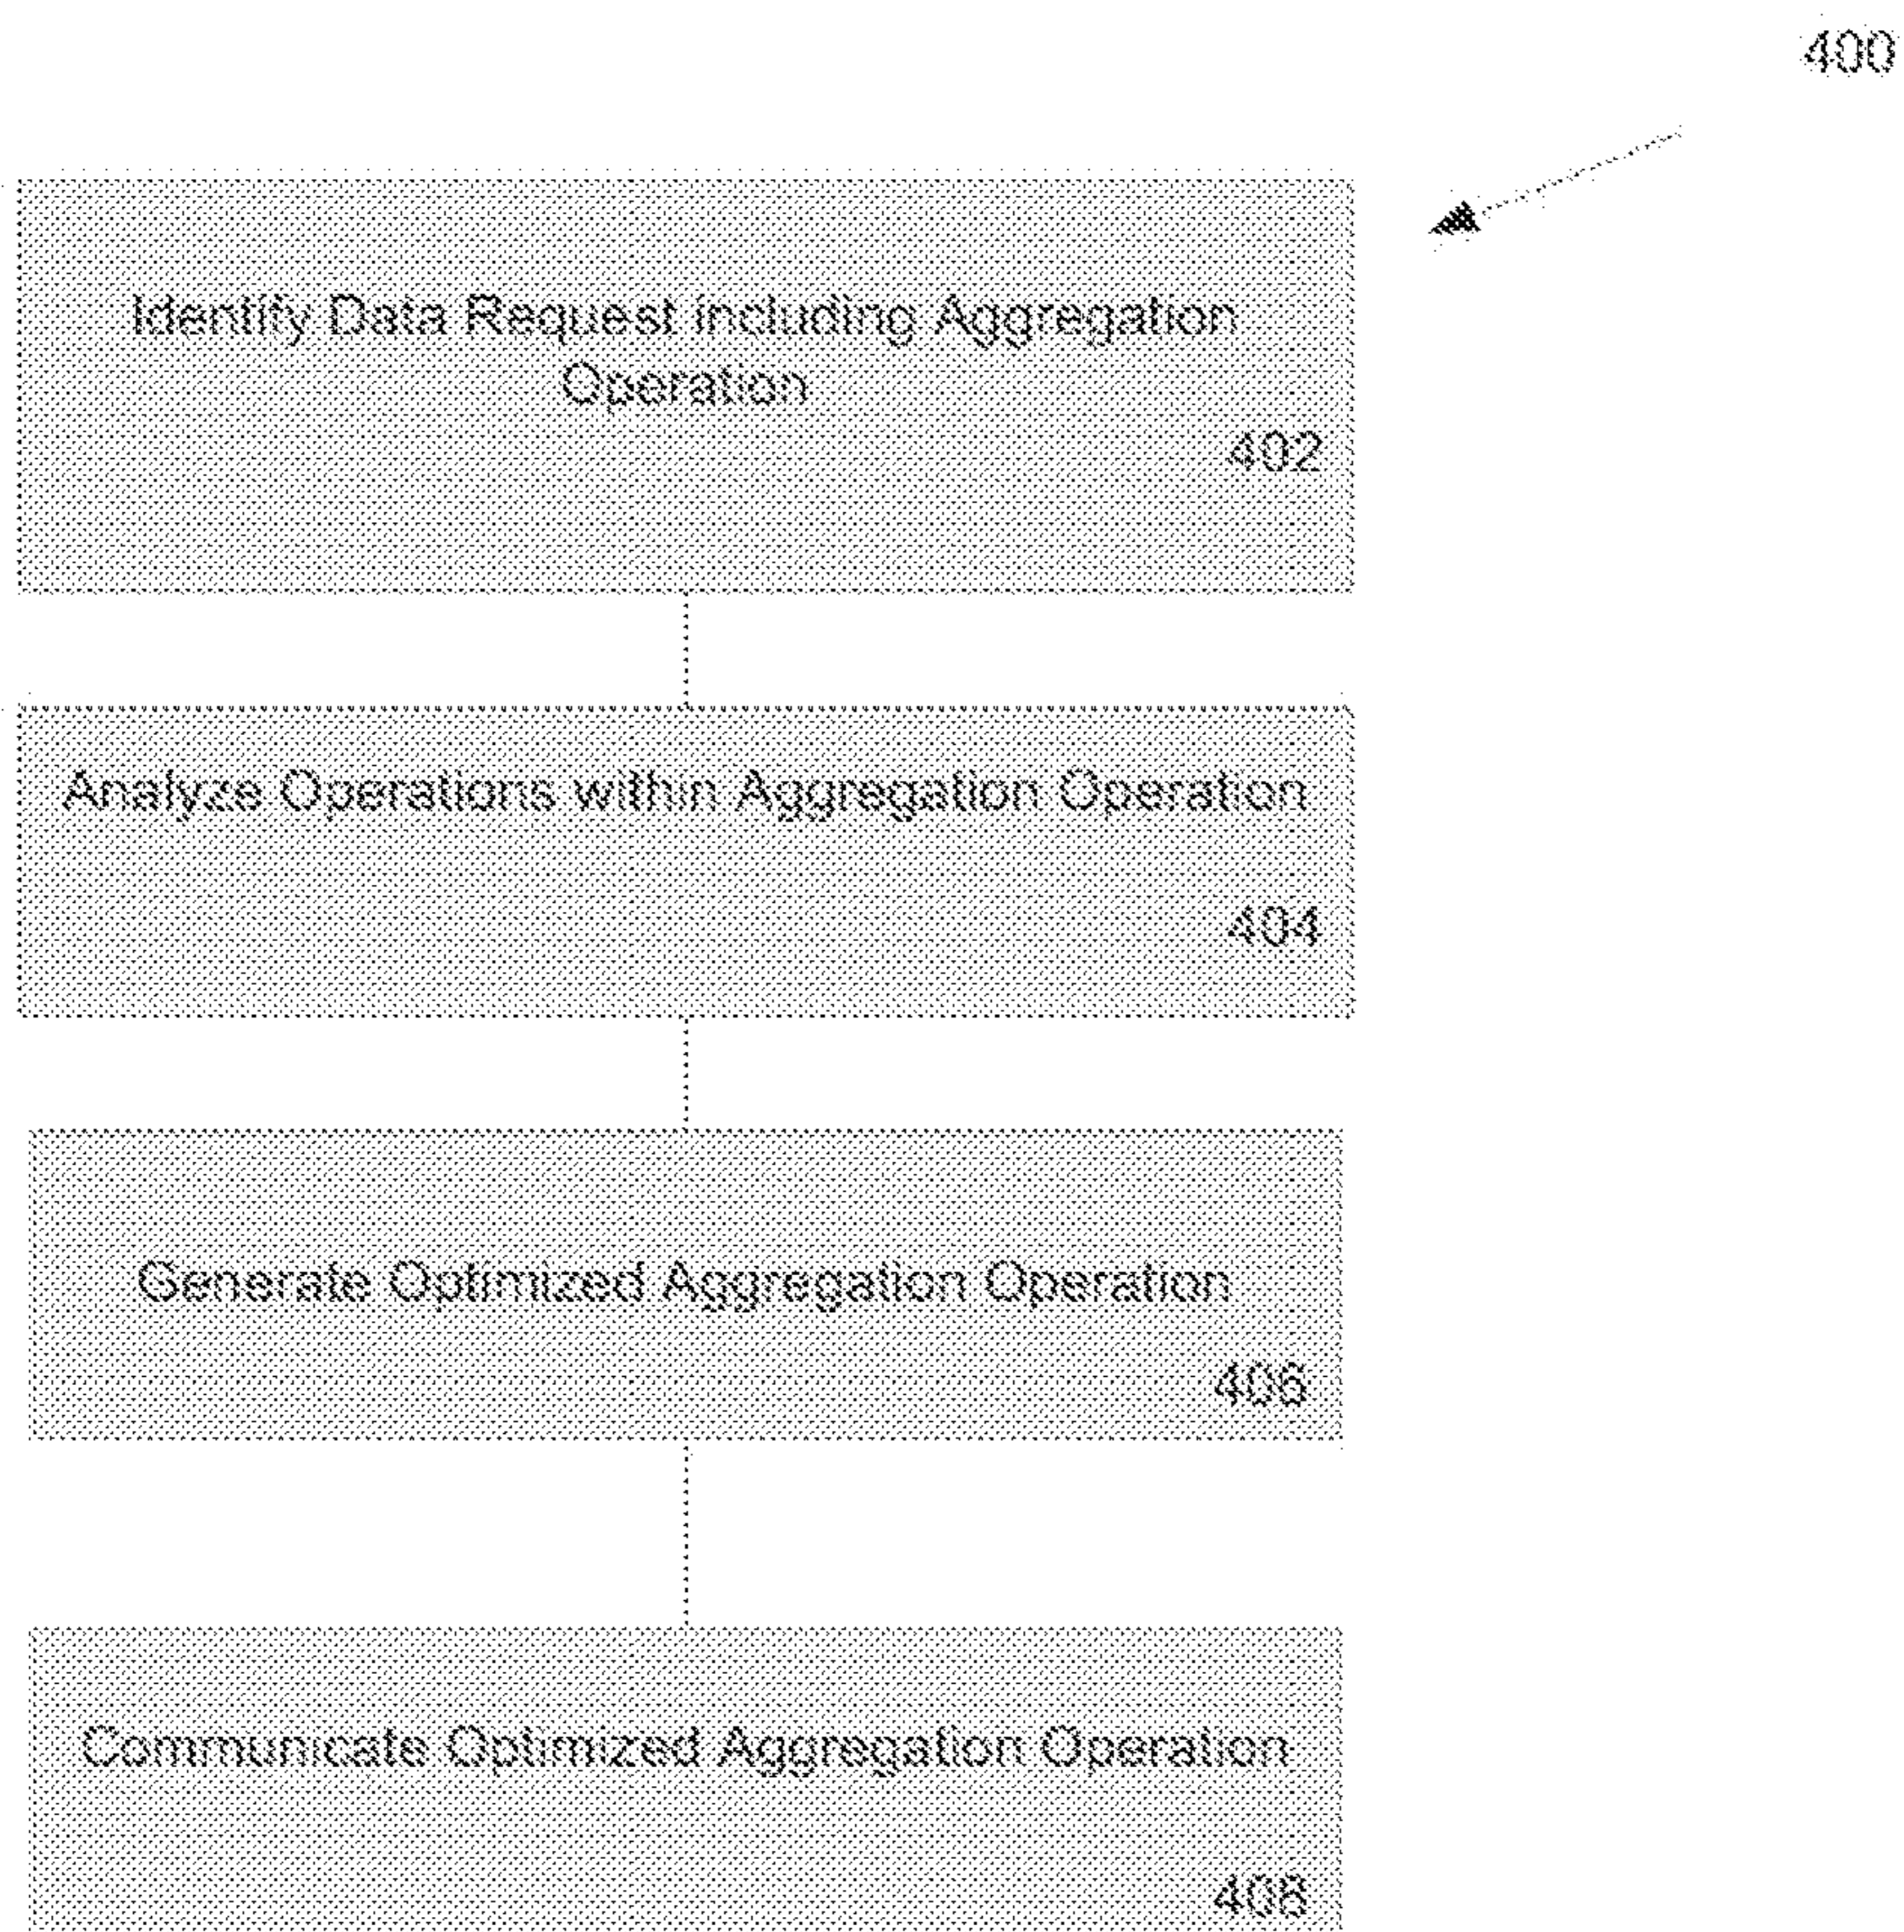 400
Identify Data Request including Aggregation
Operation
402
Analyze Operations within Aggregation Operation
404
Generate Optimized Aggregation Operation
406
Communicate Optimized Aggregation Operation
408